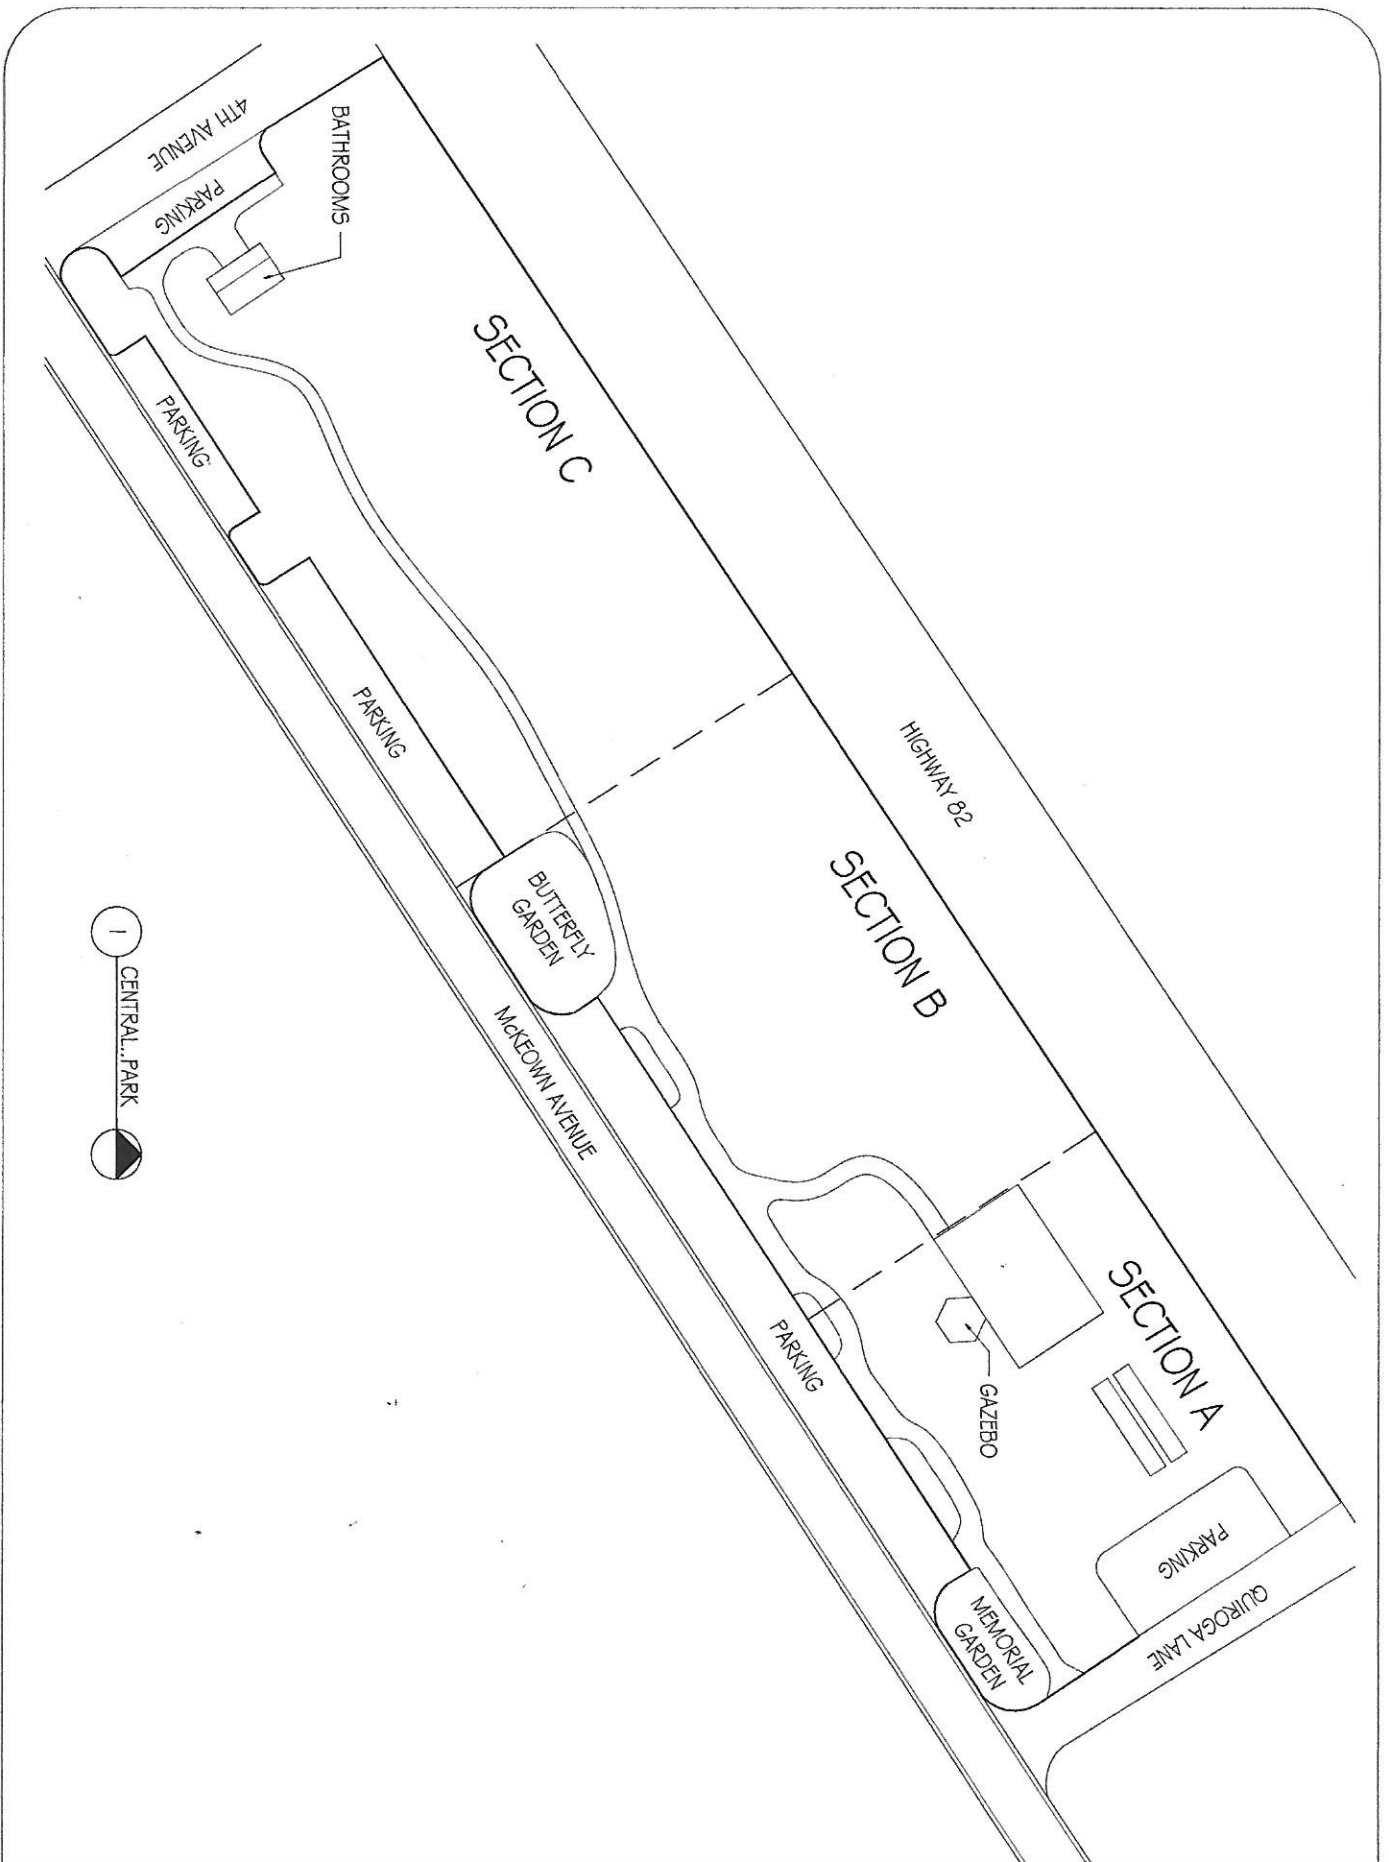 4TH AVENUE
PARKING
BATHROOMS
SECTION C
PARKING
PARKING
HIGHWAY 82
SECTION B
BUTTERFLY
GARDEN
McKEOWN AVENUE
SECTION A
GAZEBO
PARKING
PARKING
QUIROGA LANE
MEMORIAL
GARDEN
1
CENTRAL..PARK